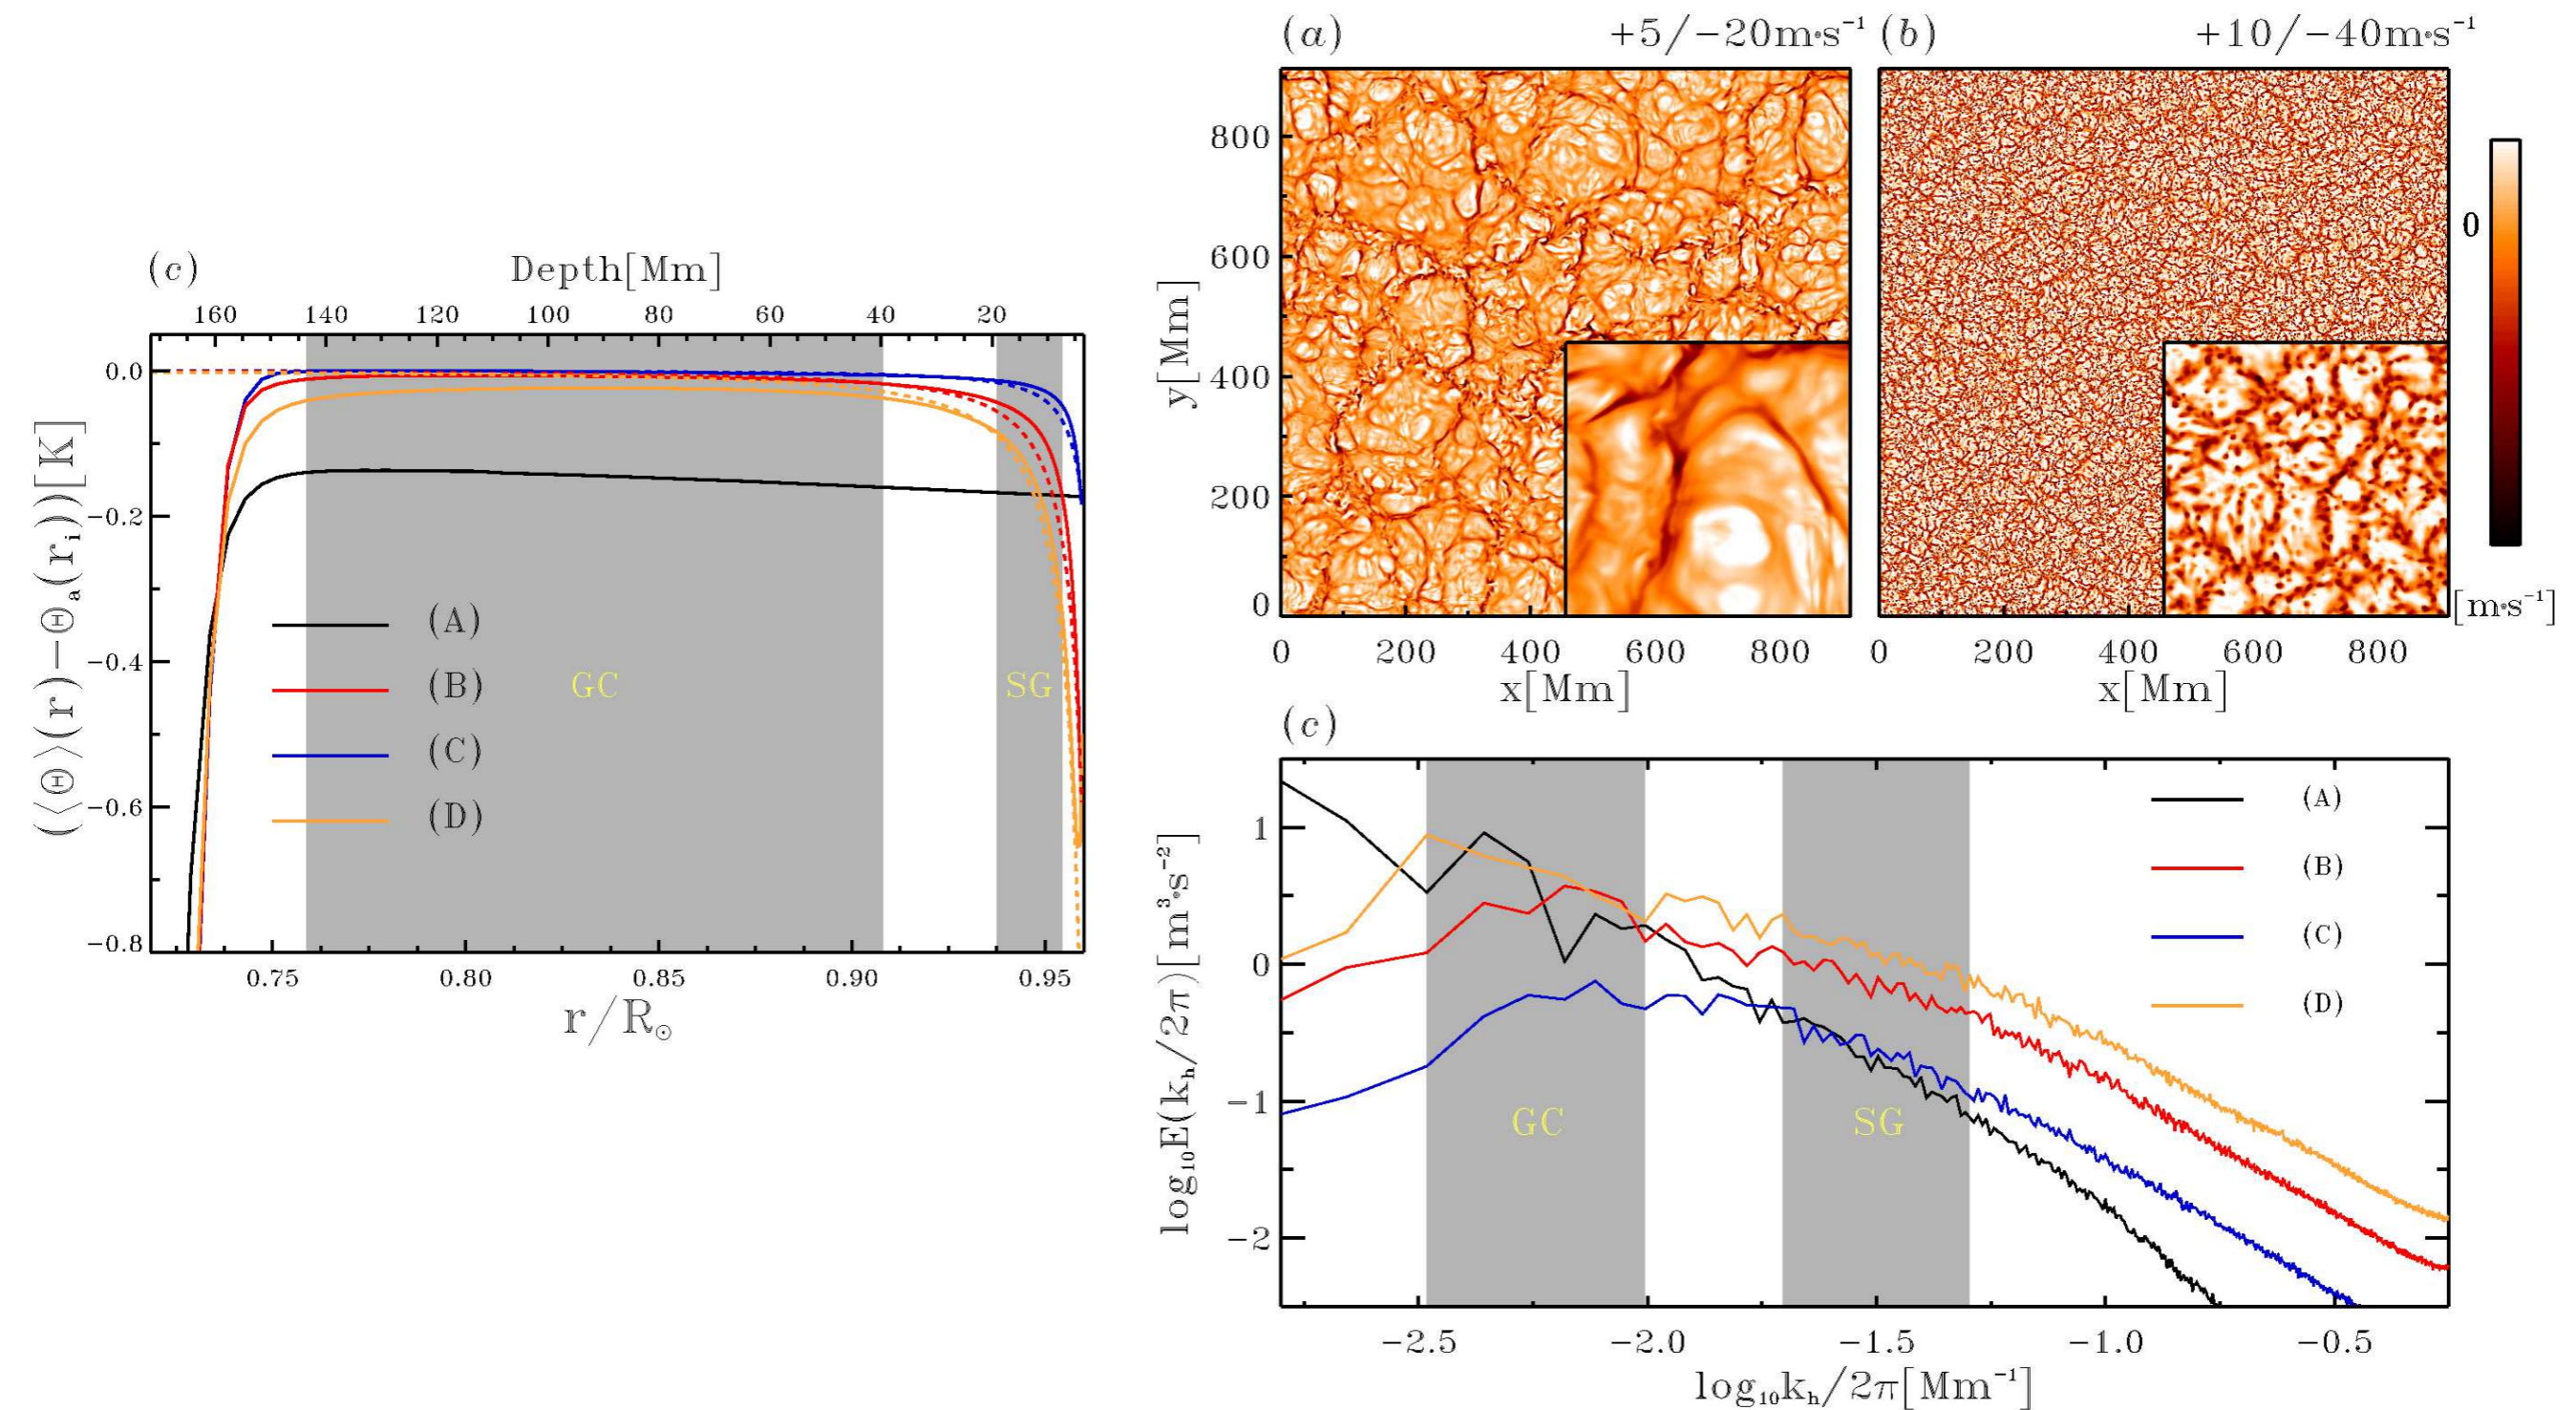 (c) Depth[Mm]
160 140 120 100 80 60 40 20
(⟨Θ⟩(r)−Θₐ(rᵢ))[K]
0.0
−0.2
−0.4
−0.6
−0.8
(A)
(B)
(C)
(D)
GC
SG
0.75 0.80 0.85 0.90 0.95
r/R⊙
(a) +5/−20m·s⁻¹
y[Mm]
800
600
400
200
0
0 200 400 600 800
x[Mm]
(b) +10/−40m·s⁻¹
0 200 400 600 800
x[Mm]
0
[m·s⁻¹]
(c)
log₁₀E(kₕ/2π)[m³·s⁻²]
1
0
−1
−2
GC
SG
(A)
(B)
(C)
(D)
−2.5 −2.0 −1.5 −1.0 −0.5
log₁₀kₕ/2π[Mm⁻¹]